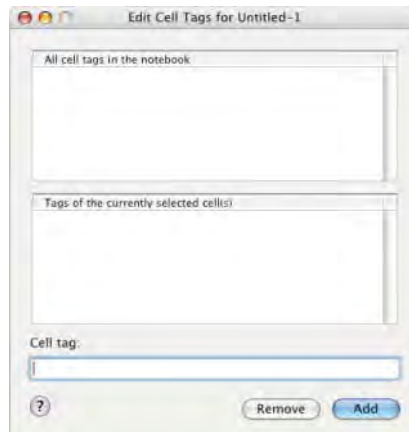 Edit Cell Tags for Untitled-1
All cell tags in the notebook
Tags of the currently selected cell(s)
Cell tag:
?
Remove
Add